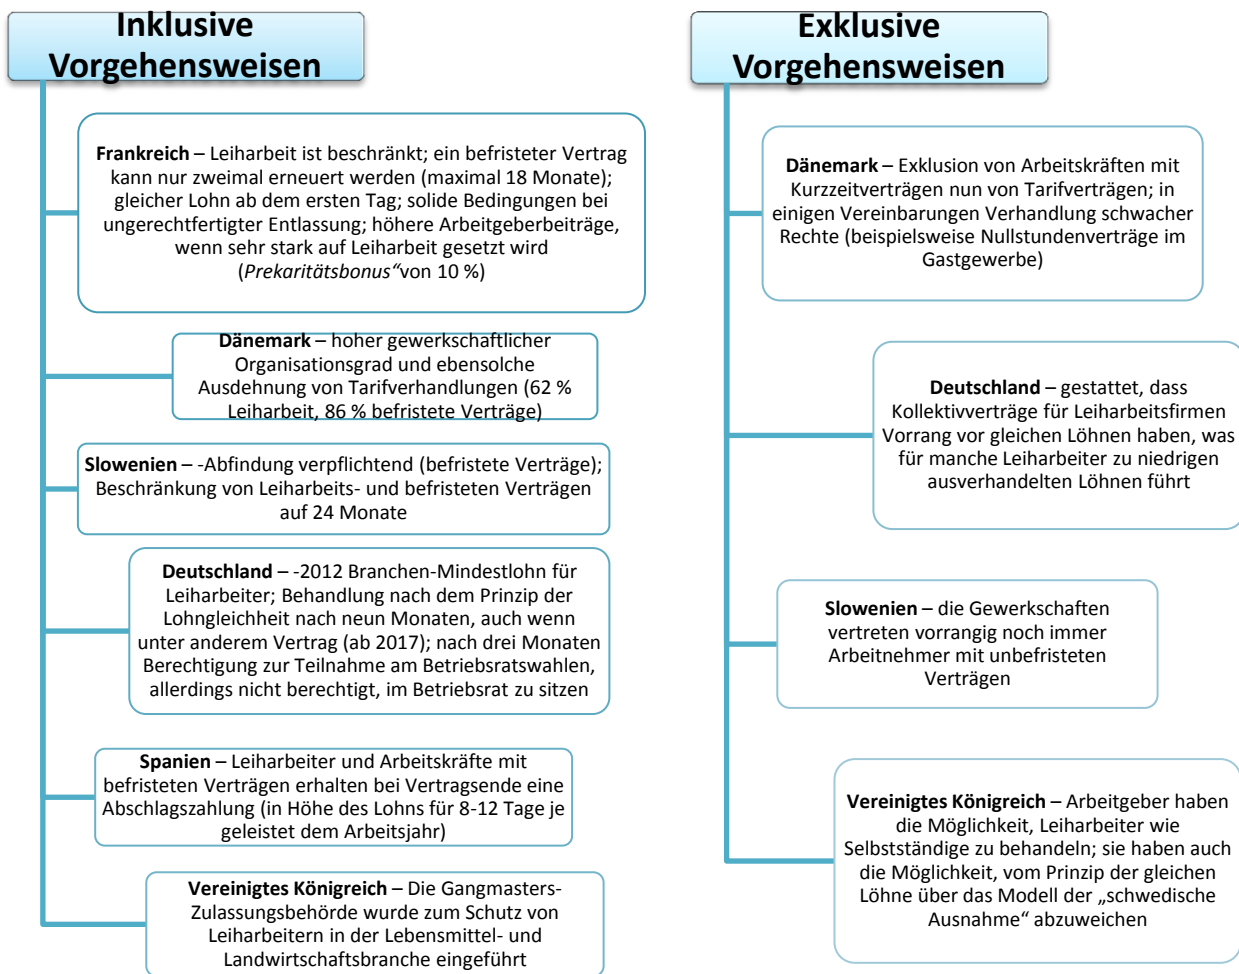 Inklusive
Vorgehensweisen
Frankreich – Leiharbeit ist beschränkt; ein befristeter Vertrag
kann nur zweimal erneuert werden (maximal 18 Monate);
gleicher Lohn ab dem ersten Tag; solide Bedingungen bei
ungerechtfertigter Entlassung; höhere Arbeitgeberbeiträge,
wenn sehr stark auf Leiharbeit gesetzt wird
(Prekaritätsbonus“von 10 %)
Dänemark – hoher gewerkschaftlicher
Organisationsgrad und ebensolche
Ausdehnung von Tarifverhandlungen (62 %
Leiharbeit, 86 % befristete Verträge)
Slowenien – -Abfindung verpflichtend (befristete Verträge);
Beschränkung von Leiharbeits- und befristeten Verträgen
auf 24 Monate
Deutschland – -2012 Branchen-Mindestlohn für
Leiharbeiter; Behandlung nach dem Prinzip der
Lohngleichheit nach neun Monaten, auch wenn
unter anderem Vertrag (ab 2017); nach drei Monaten
Berechtigung zur Teilnahme am Betriebsratswahlen,
allerdings nicht berechtigt, im Betriebsrat zu sitzen
Spanien – Leiharbeiter und Arbeitskräfte mit
befristeten Verträgen erhalten bei Vertragsende eine
Abschlagszahlung (in Höhe des Lohns für 8-12 Tage je
geleistet dem Arbeitsjahr)
Vereinigtes Königreich – Die Gangmasters-
Zulassungsbehörde wurde zum Schutz von
Leiharbeitern in der Lebensmittel- und
Landwirtschaftsbranche eingeführt
Exklusive
Vorgehensweisen
Dänemark – Exklusion von Arbeitskräften mit
Kurzzeitverträgen nun von Tarifverträgen; in
einigen Vereinbarungen Verhandlung schwacher
Rechte (beispielsweise Nullstundenverträge im
Gastgewerbe)
Deutschland – gestattet, dass
Kollektivverträge für Leiharbeitsfirmen
Vorrang vor gleichen Löhnen haben, was
für manche Leiharbeiter zu niedrigen
ausverhandelten Löhnen führt
Slowenien – die Gewerkschaften
vertreten vorrangig noch immer
Arbeitnehmer mit unbefristeten
Verträgen
Vereinigtes Königreich – Arbeitgeber haben
die Möglichkeit, Leiharbeiter wie
Selbstständige zu behandeln; sie haben auch
die Möglichkeit, vom Prinzip der gleichen
Löhne über das Modell der „schwedische
Ausnahme“ abzuweichen